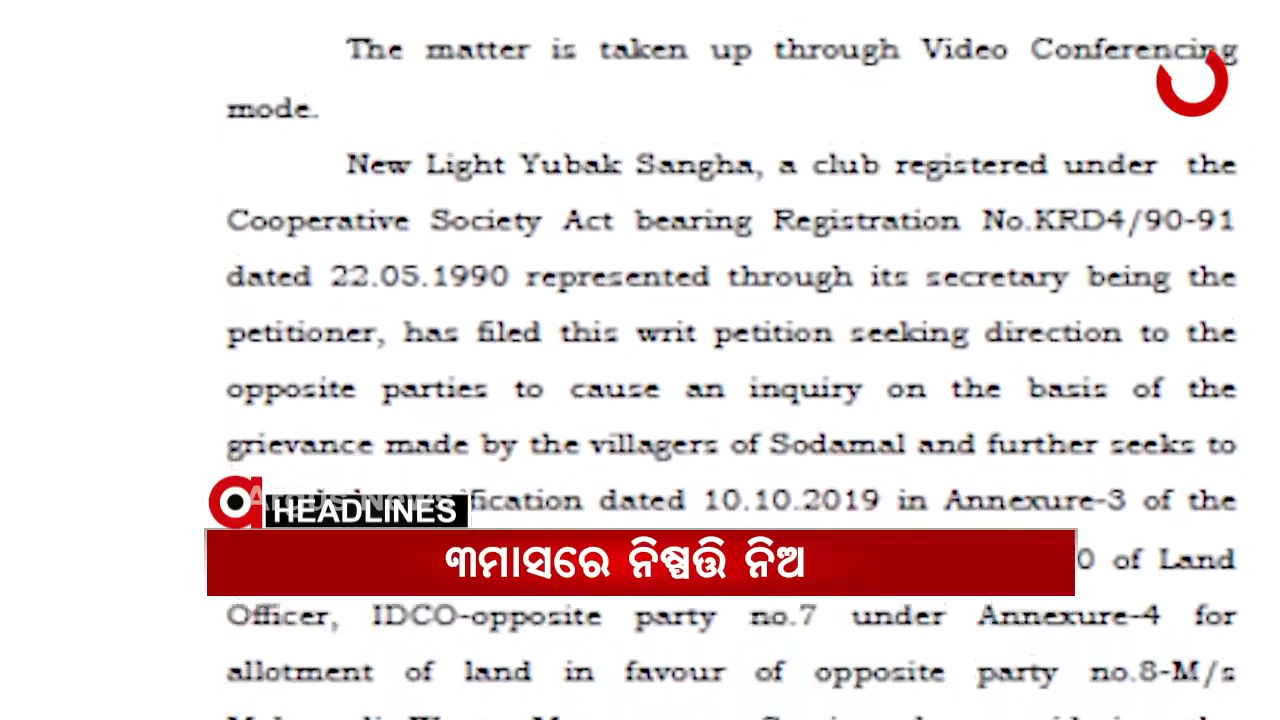 The matter is taken up through Video Conferencing
mode.
New Light Yubak Sangha, a club registered under the
Cooperative Society Act bearing Registration No.KRD4/90-91
dated 22.05.1990 represented through its secretary being the
petitioner, has filed this writ petition seeking direction to the
opposite parties to cause an inquiry on the basis of the
grievance made by the villagers of Sodamal and further seeks to
dated 10.10.2019 in Annexure-3 of the
HEADLINES
୩ମାସରେ ନିଷ୍ପତ୍ତି ନିଅ
of Land
Officer, IDCO-opposite party no.7 under Annexure-4 for
allotment of land in favour of opposite party no.8-M/s